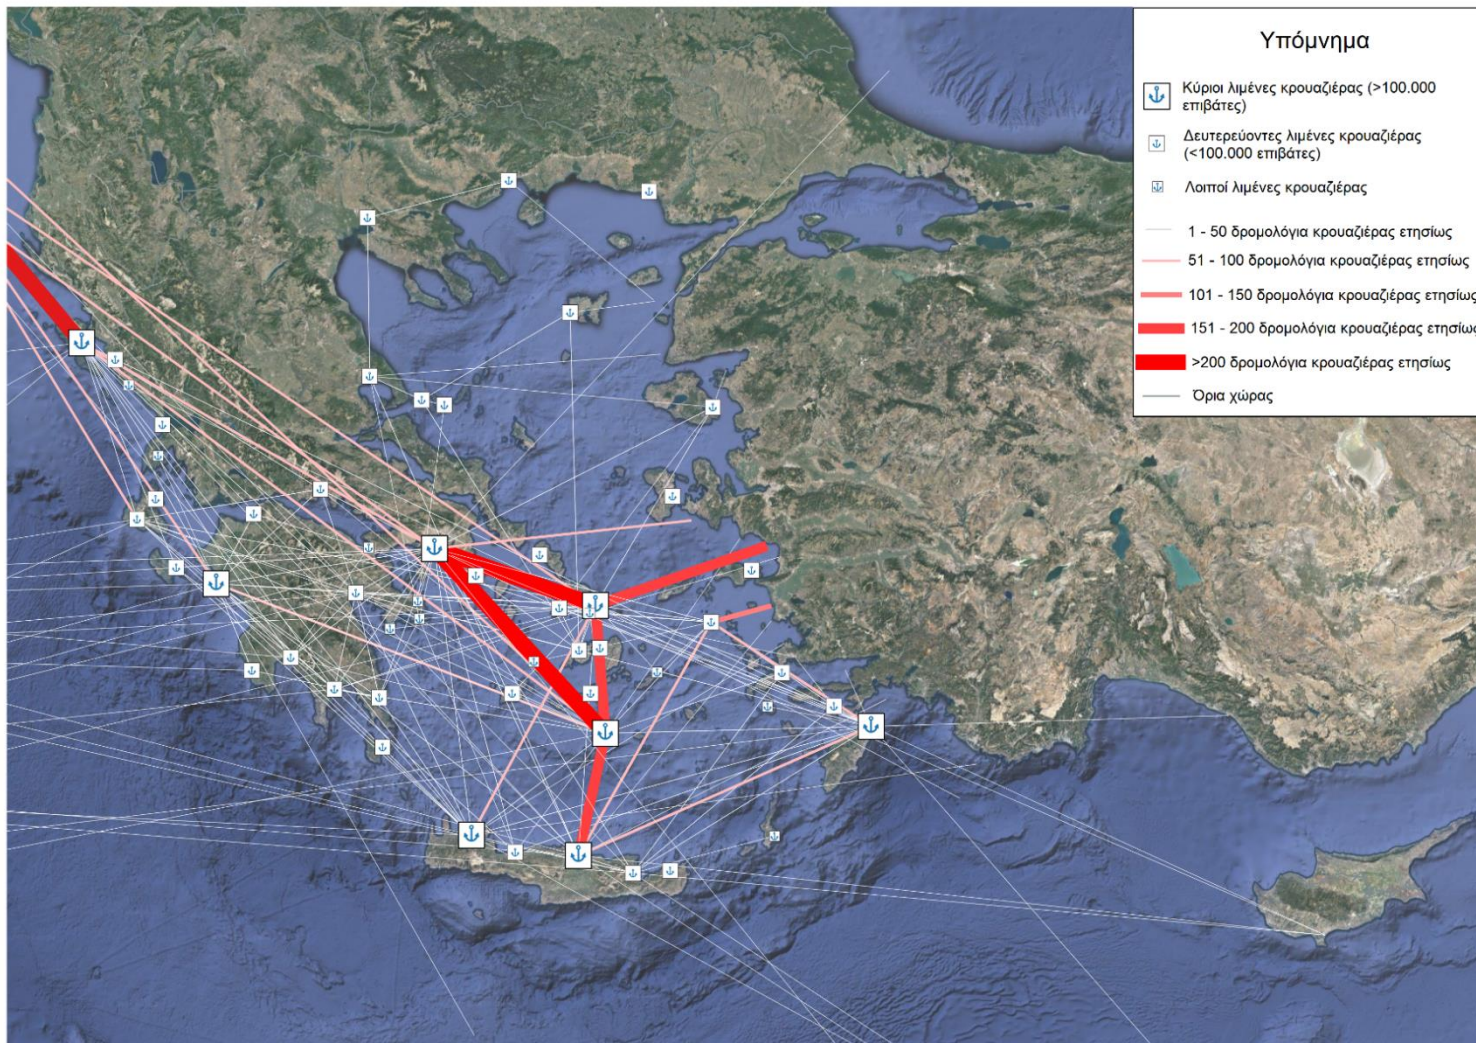 Υπόμνημα
Κύριοι λιμένες κρουαζιέρας (>100.000
επιβάτες)
Δευτερεύοντες λιμένες κρουαζιέρας
(<100.000 επιβάτες)
Λοιποί λιμένες κρουαζιέρας
1 - 50 δρομολόγια κρουαζιέρας ετησίως
51 - 100 δρομολόγια κρουαζιέρας ετησίως
101 - 150 δρομολόγια κρουαζιέρας ετησίως
151 - 200 δρομολόγια κρουαζιέρας ετησίως
>200 δρομολόγια κρουαζιέρας ετησίως
Όρια χώρας